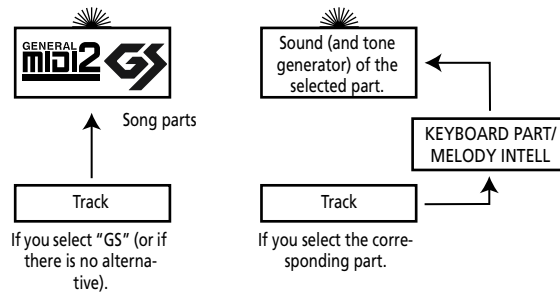 GENERAL
MIDI2 GS
Song parts
Track
If you select “GS” (or if
there is no alterna-
tive).
Sound (and tone
generator) of the
selected part.
KEYBOARD PART/
MELODY INTELL
Track
If you select the corre-
sponding part.